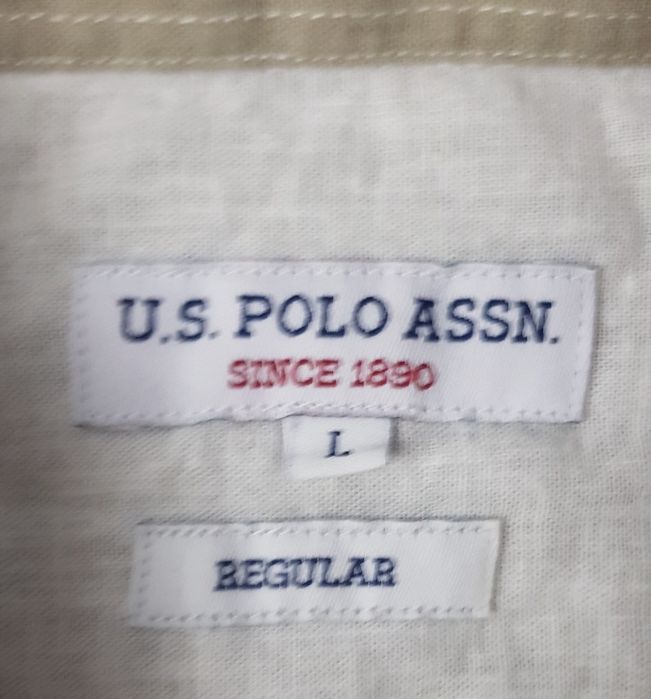 U.S. POLO ASSN.
SINCE 1890
L
REGULAR